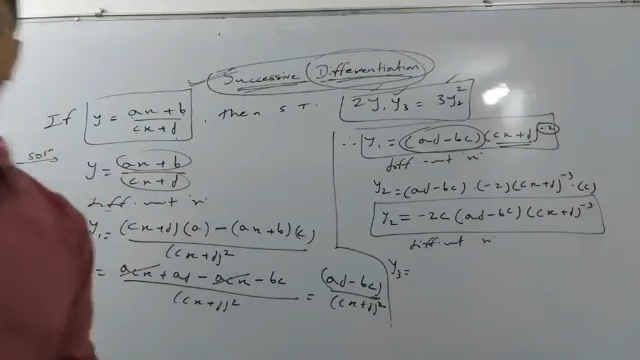 Successive Differentiation
If y = ax + b / cx + d , then S.T. 2y₁y₃ = 3y₂²
Solⁿ
y = (ax + b) / (cx + d)
diff. w.r.t x
y₁ = (cx + d)(a) - (ax + b)(c) / (cx + d)²
= acx + ad - acx - bc / (cx + d)² = (ad - bc) / (cx + d)²
∴ y₁ = (ad - bc)(cx + d)⁻²
diff w.r.t x
y₂ = (ad - bc) · (-2)(cx + d)⁻³ · (c)
y₂ = -2c (ad - bc)(cx + d)⁻³
diff w.r.t x
y₃ =